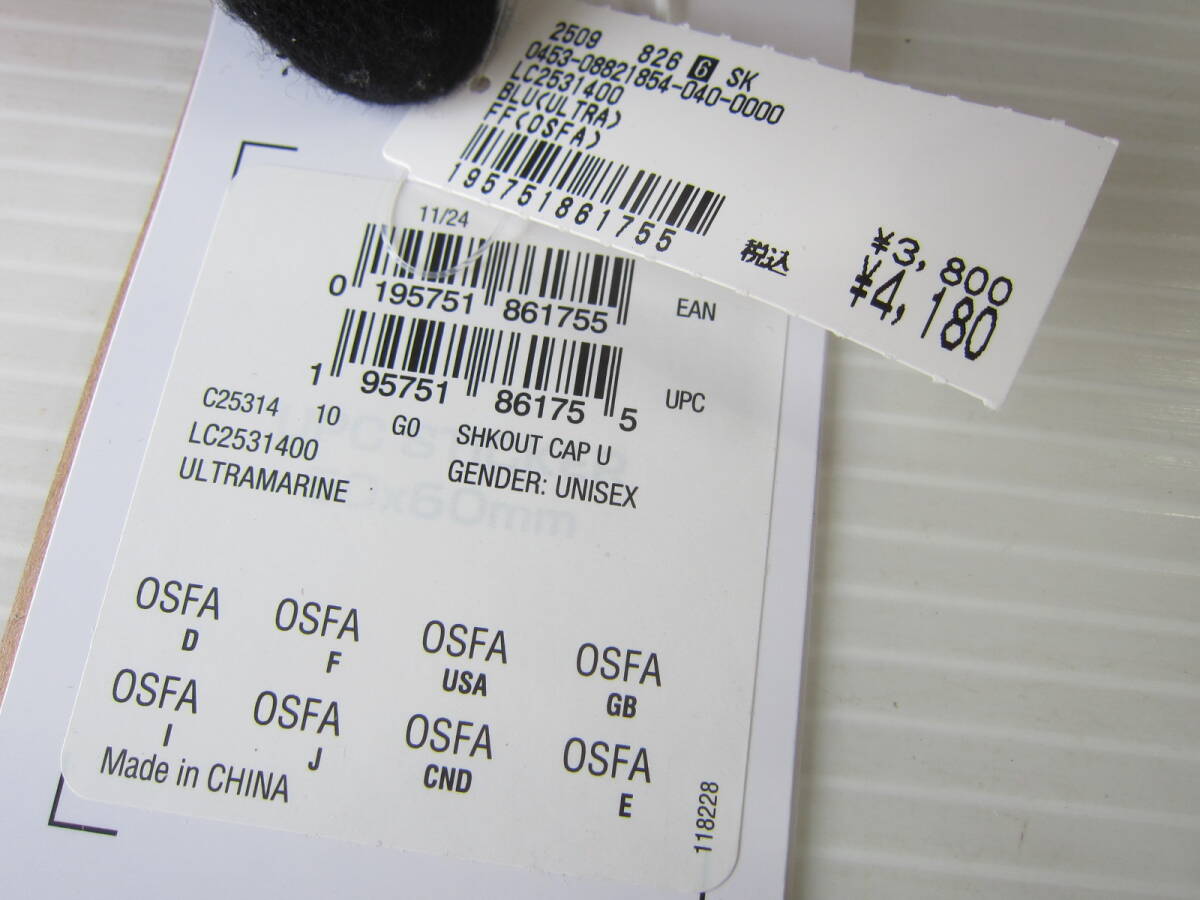 2509 826 6 SK
0453-08821854-040-0000
LC2531400
BLU(ULTRA)
FF(OSFA)
195751861755
税込
¥3,800
¥4,180
11/24
0 195751 861755
EAN
1 95751 86175 5
UPC
C25314 10 G0 SHKOUT CAP U
LC2531400 GENDER: UNISEX
ULTRAMARINE
OSFA OSFA OSFA OSFA
D F USA GB
OSFA OSFA OSFA OSFA
I J CND E
Made in CHINA
118228